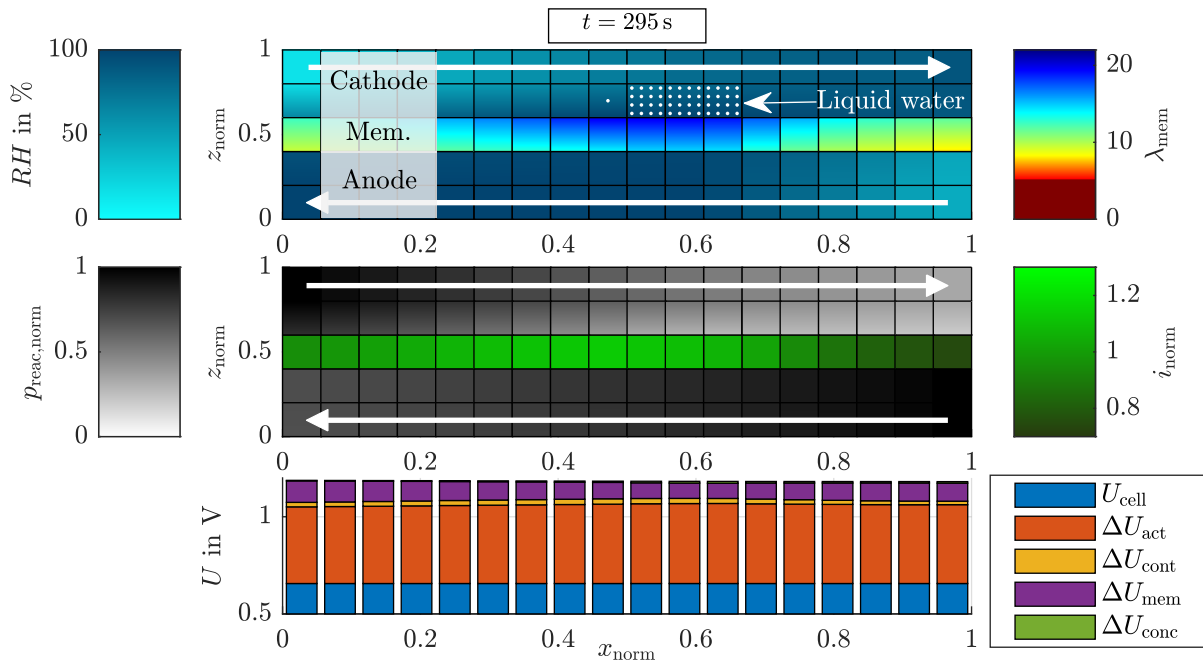 t = 295 s
100
50
0
RH in %
1
0.5
0
z_norm
Cathode
Mem.
Anode
Liquid water
0 0.2 0.4 0.6 0.8 1
20
10
0
λ_mem
1
0.5
0
p_reac,norm
1
0.5
0
z_norm
0 0.2 0.4 0.6 0.8 1
1.2
1
0.8
i_norm
1
0.5
U in V
0 0.2 0.4 0.6 0.8 1
x_norm
U_cell
ΔU_act
ΔU_cont
ΔU_mem
ΔU_conc